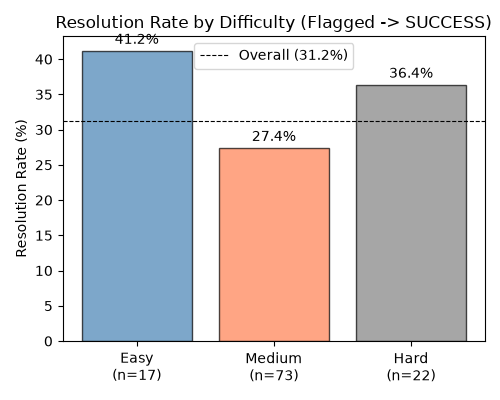 Resolution Rate by Difficulty (Flagged -> SUCCESS)
41.2%
Overall (31.2%)
36.4%
27.4%
Resolution Rate (%)
40
35
30
25
20
15
10
5
0
Easy
(n=17)
Medium
(n=73)
Hard
(n=22)